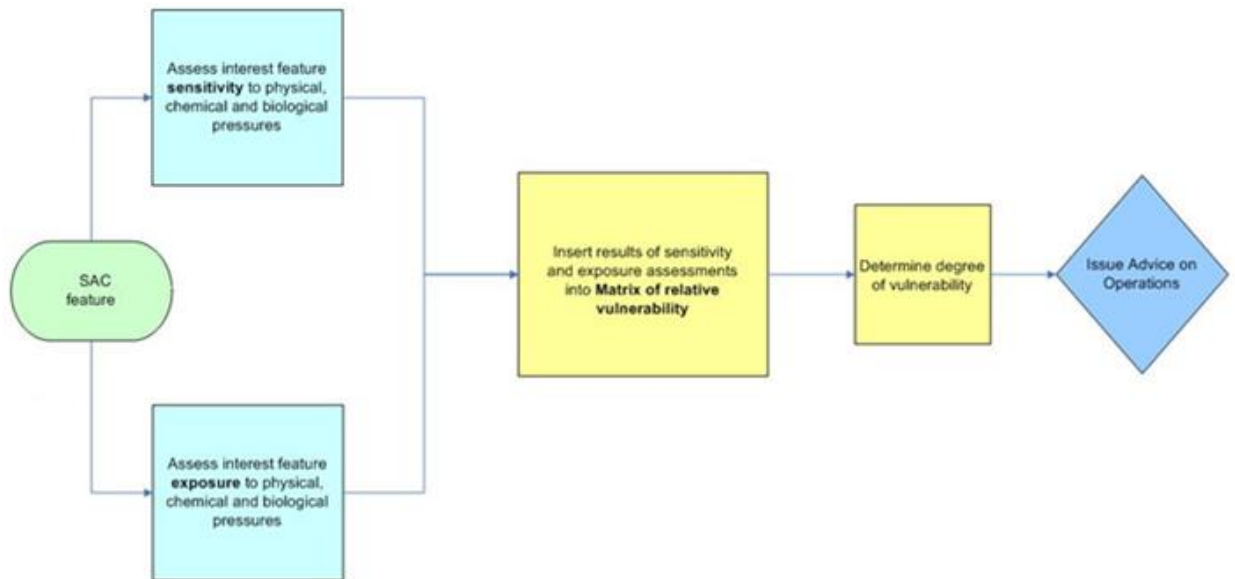 Assess interest feature
sensitivity to physical,
chemical and biological
pressures
SAC
feature
Assess interest feature
exposure to physical,
chemical and biological
pressures
Insert results of sensitivity
and exposure assessments
into Matrix of relative
vulnerability
Determine degree
of vulnerability
Issue Advice on
Operations